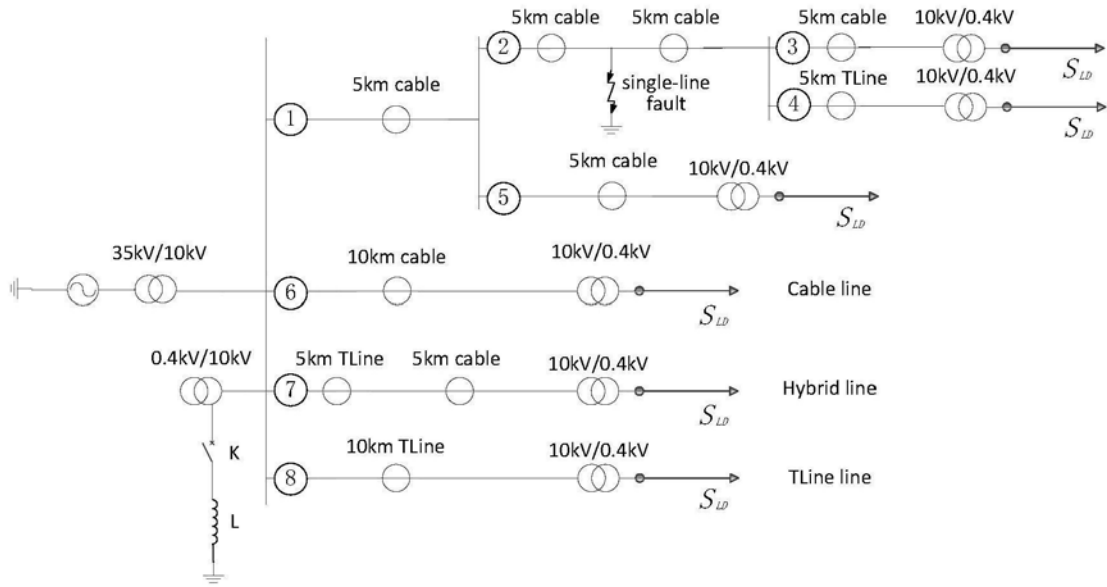 5km cable
5km cable
5km cable
10kV/0.4kV
2
3
S_LD
single-line
fault
5km TLine
10kV/0.4kV
4
S_LD
5km cable
1
5km cable
10kV/0.4kV
5
S_LD
35kV/10kV
10km cable
10kV/0.4kV
6
S_LD
Cable line
0.4kV/10kV
5km TLine
5km cable
10kV/0.4kV
7
S_LD
Hybrid line
K
10km TLine
10kV/0.4kV
8
S_LD
TLine line
L